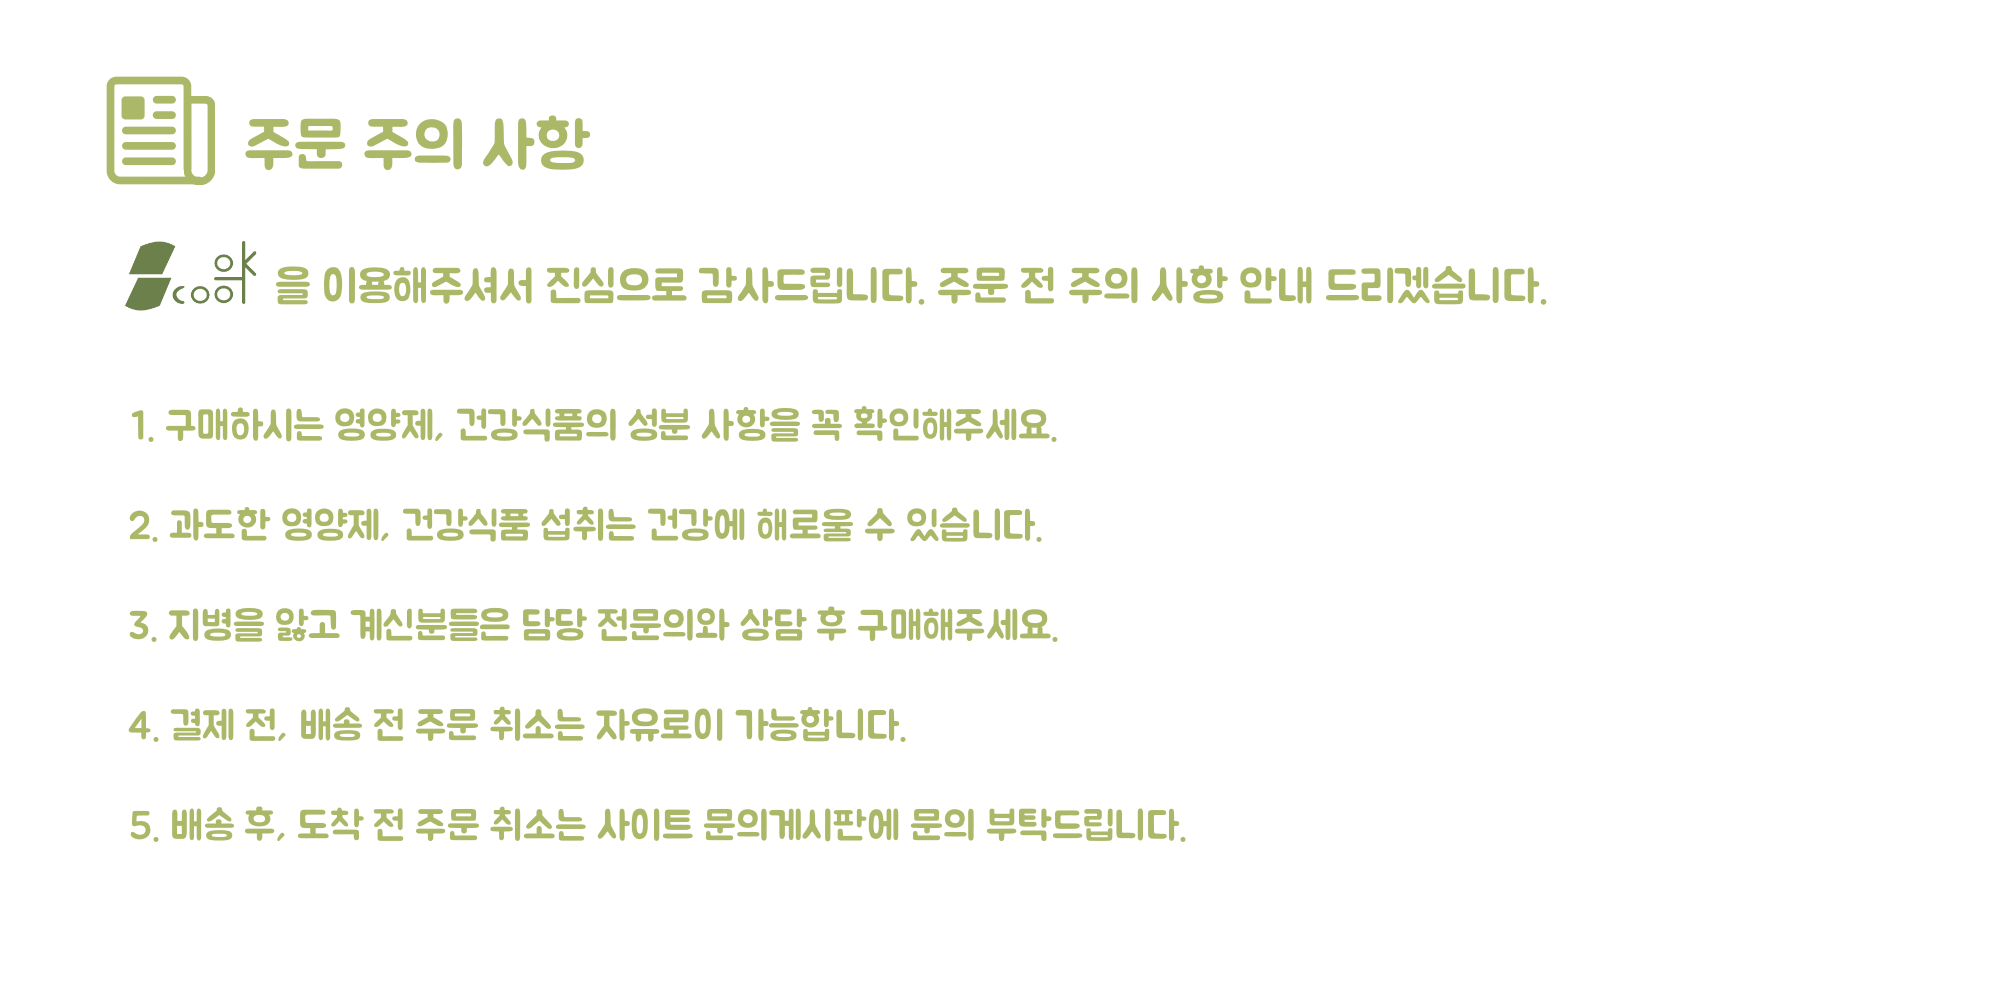 주문 주의 사항
cook 을 이용해주셔서 진심으로 감사드립니다. 주문 전 주의 사항 안내 드리겠습니다.
1. 구매하시는 영양제, 건강식품의 성분 사항을 꼭 확인해주세요.
2. 과도한 영양제, 건강식품 섭취는 건강에 해로울 수 있습니다.
3. 지병을 앓고 계신분들은 담당 전문의와 상담 후 구매해주세요.
4. 결제 전, 배송 전 주문 취소는 자유로이 가능합니다.
5. 배송 후, 도착 전 주문 취소는 사이트 문의게시판에 문의 부탁드립니다.